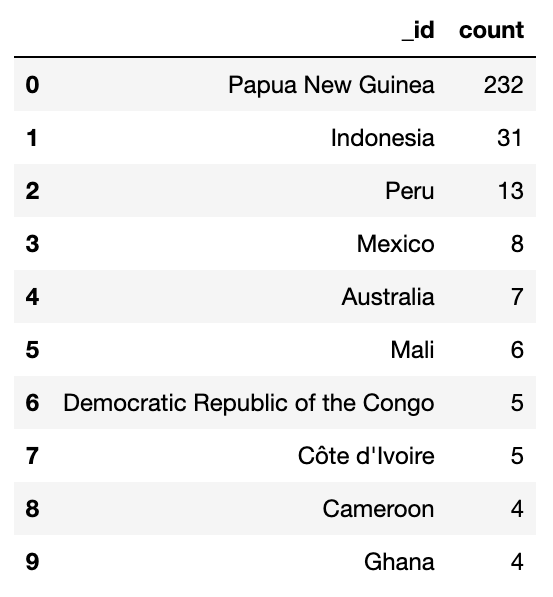 _id count
0 Papua New Guinea 232
1 Indonesia 31
2 Peru 13
3 Mexico 8
4 Australia 7
5 Mali 6
6 Democratic Republic of the Congo 5
7 Côte d'Ivoire 5
8 Cameroon 4
9 Ghana 4